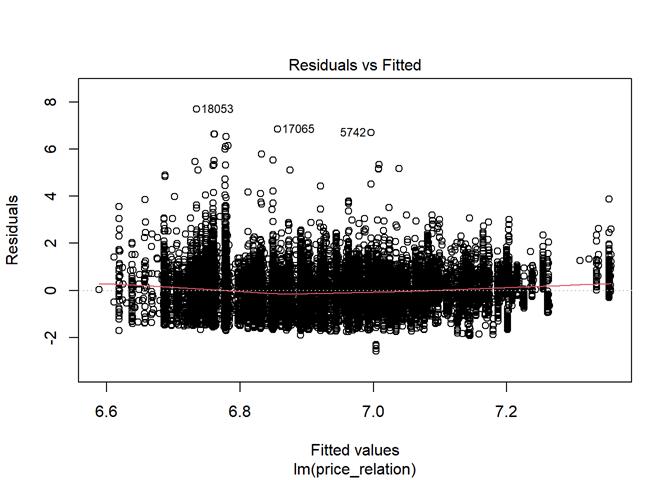 Residuals vs Fitted
8
6
4
2
0
-2
Residuals
18053
17065
5742
6.6 6.8 7.0 7.2
Fitted values
lm(price_relation)